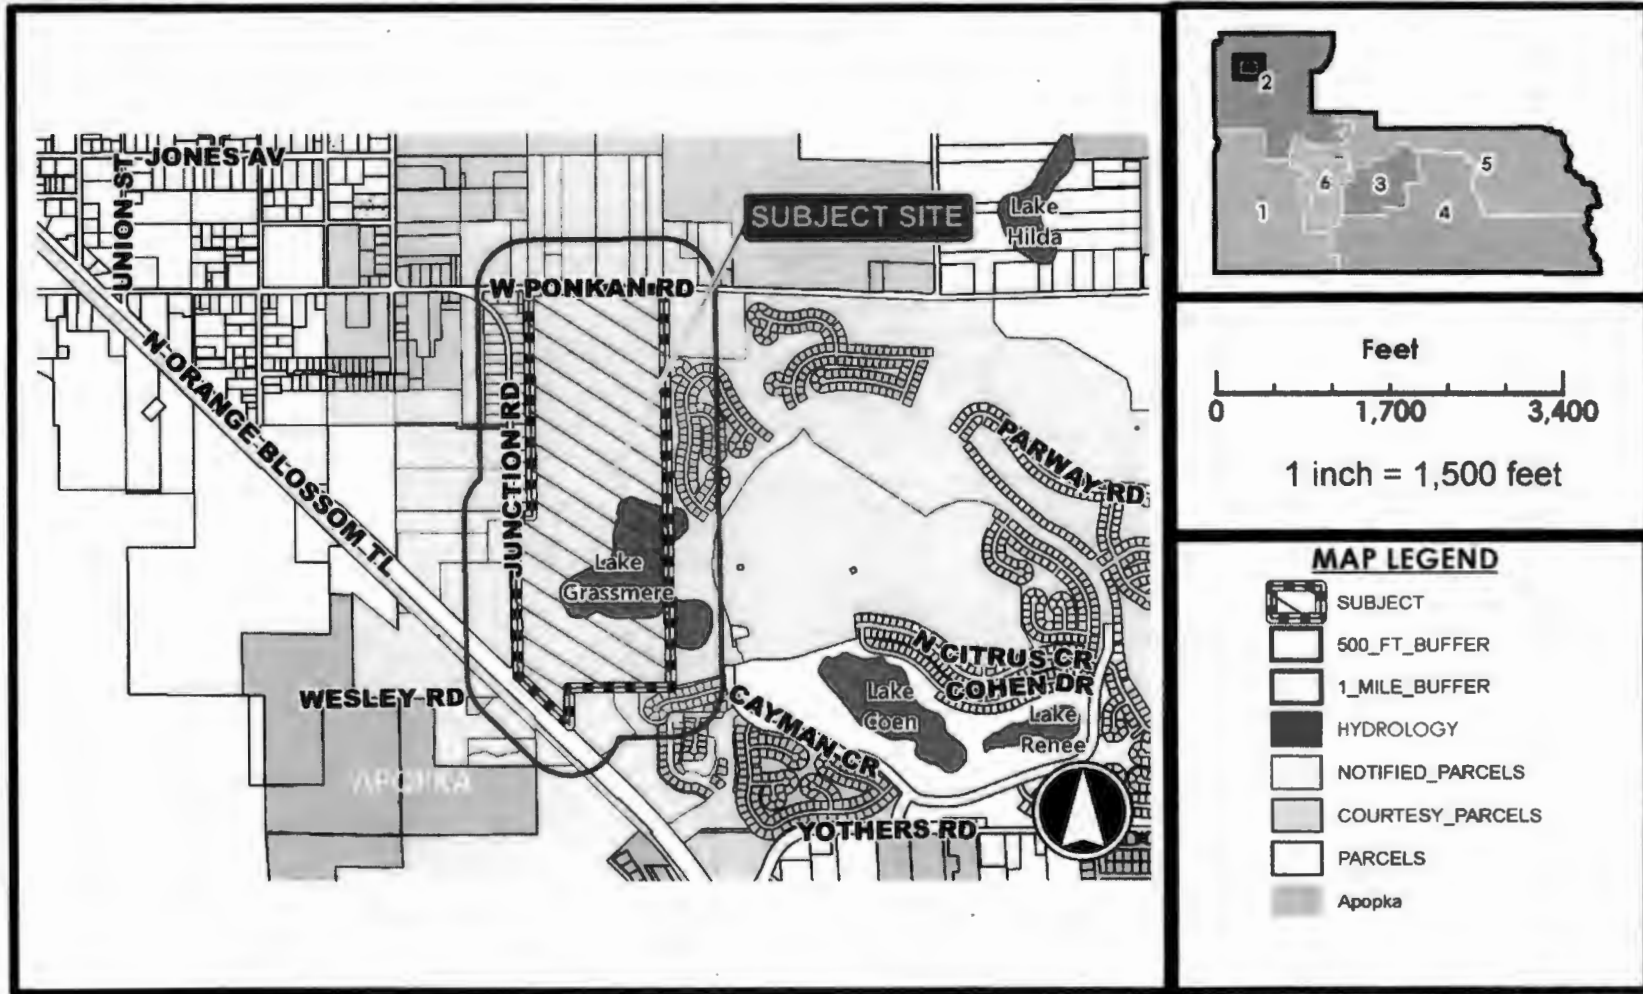 JONES AV
UNION ST
SUBJECT SITE
Lake
Hilda
W PONKAN RD
N ORANGE BLOSSOM TL
JUNCTION RD
PARWAY RD
Lake
Grassmere
N CITRUS CR
COHEN DR
WESLEY RD
CAYMAN CR
Lake
Coen
Lake
Renee
APOPKA
YOTHERS RD
2
5
6
3
1
4
Feet
0 1,700 3,400
1 inch = 1,500 feet
MAP LEGEND
SUBJECT
500_FT_BUFFER
1_MILE_BUFFER
HYDROLOGY
NOTIFIED_PARCELS
COURTESY_PARCELS
PARCELS
Apopka